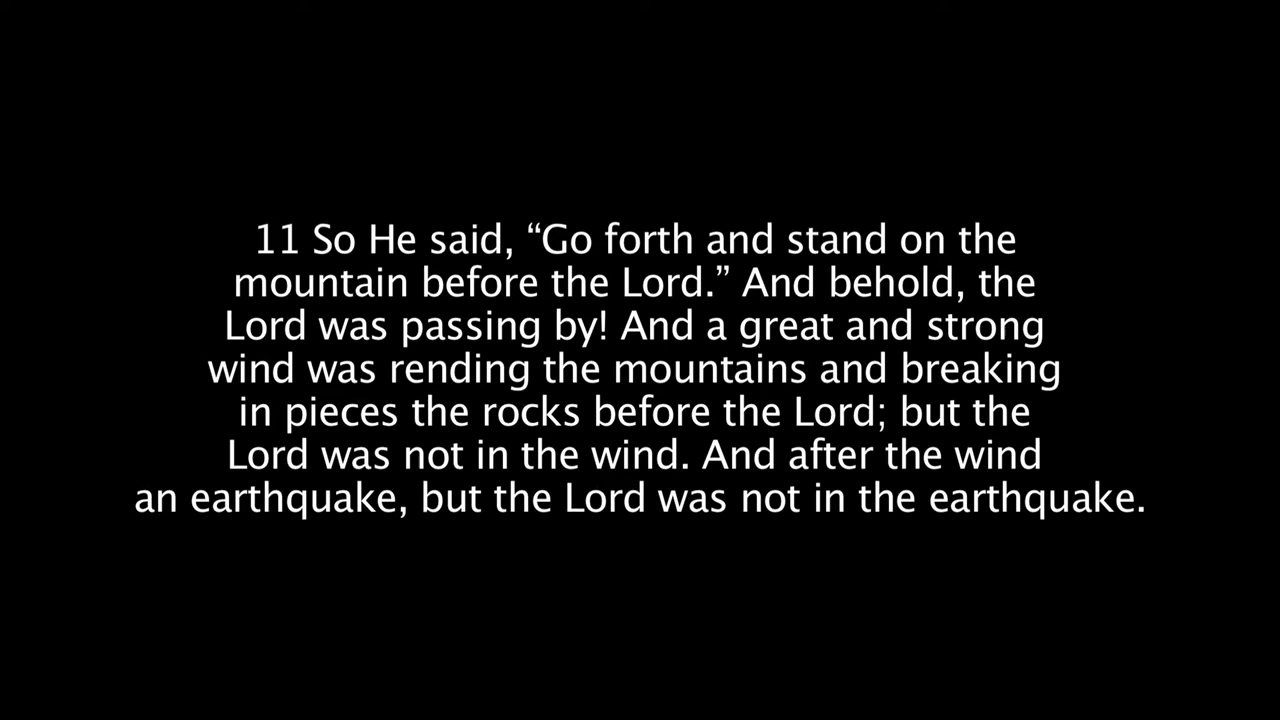 11 So He said, “Go forth and stand on the
mountain before the Lord.” And behold, the
Lord was passing by! And a great and strong
wind was rending the mountains and breaking
in pieces the rocks before the Lord; but the
Lord was not in the wind. And after the wind
an earthquake, but the Lord was not in the earthquake.